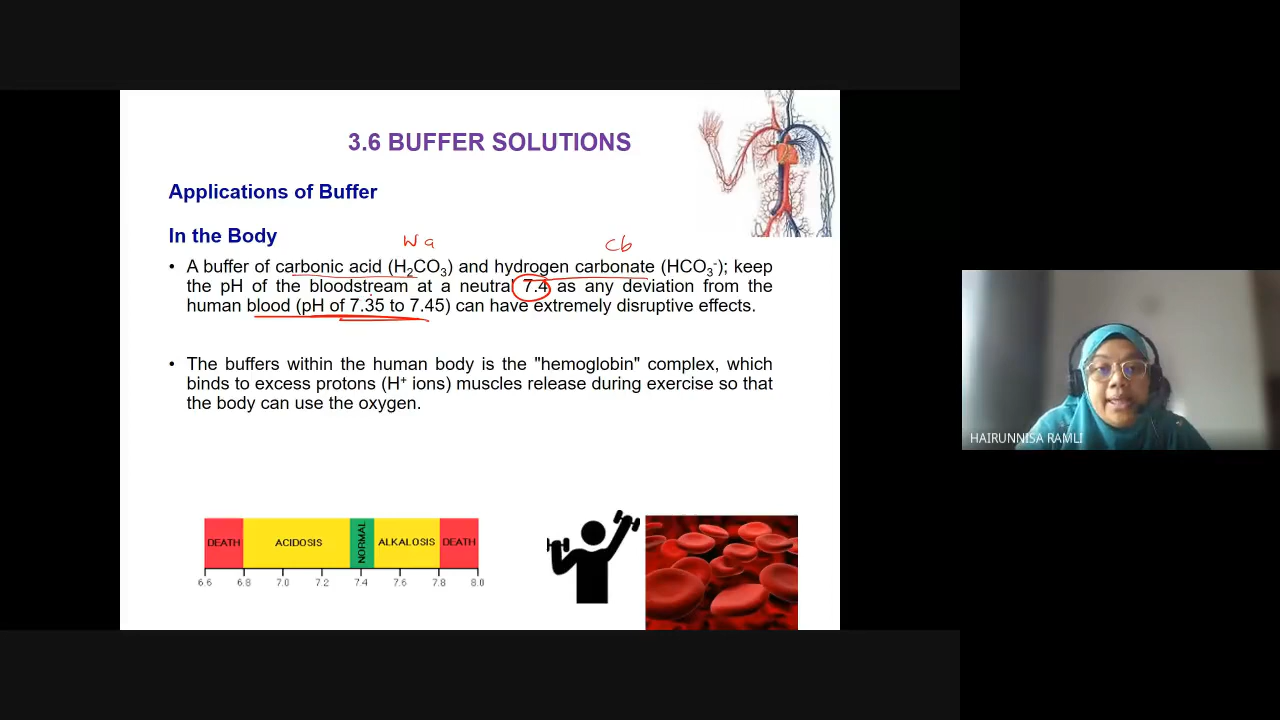 3.6 BUFFER SOLUTIONS
Applications of Buffer
In the Body
wa cb
• A buffer of carbonic acid (H₂CO₃) and hydrogen carbonate (HCO₃⁻); keep
the pH of the bloodstream at a neutral 7.4 as any deviation from the
human blood (pH of 7.35 to 7.45) can have extremely disruptive effects.
• The buffers within the human body is the "hemoglobin" complex, which
binds to excess protons (H⁺ ions) muscles release during exercise so that
the body can use the oxygen.
DEATH ACIDOSIS NORMAL ALKALOSIS DEATH
6.6 6.8 7.0 7.2 7.4 7.6 7.8 8.0
HAIRUNNISA RAMLI